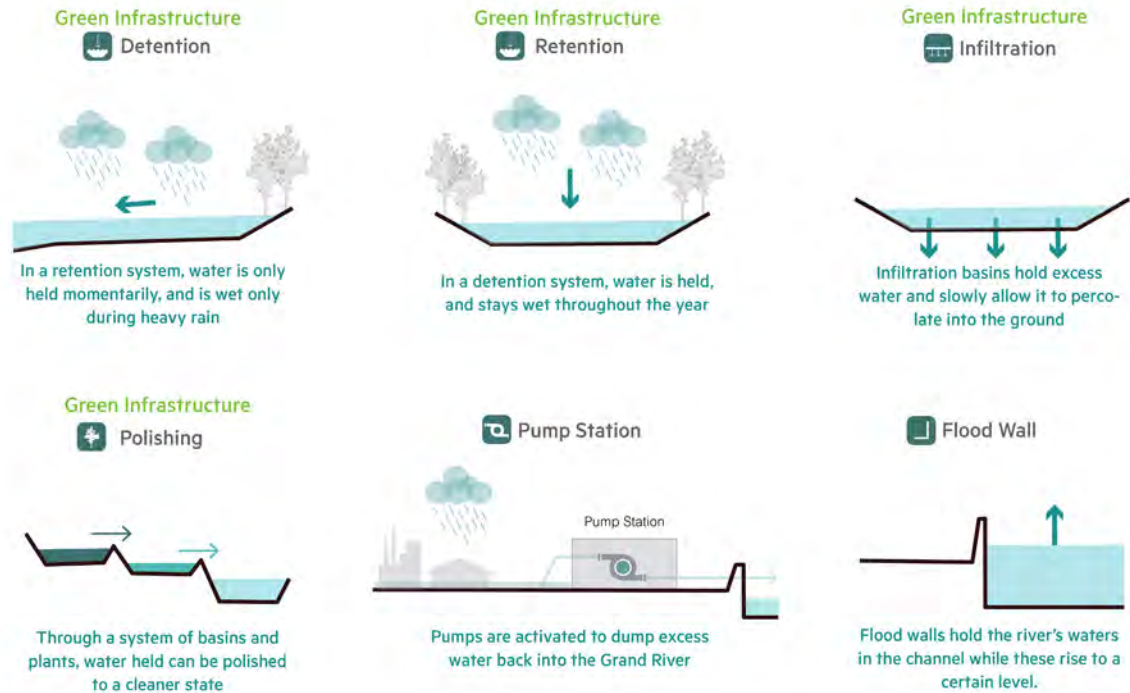 Green Infrastructure
Detention
In a retention system, water is only
held momentarily, and is wet only
during heavy rain
Green Infrastructure
Retention
In a detention system, water is held,
and stays wet throughout the year
Green Infrastructure
Infiltration
Infiltration basins hold excess
water and slowly allow it to perco-
late into the ground
Green Infrastructure
Polishing
Through a system of basins and
plants, water held can be polished
to a cleaner state
Pump Station
Pump Station
Pumps are activated to dump excess
water back into the Grand River
Flood Wall
Flood walls hold the river's waters
in the channel while these rise to a
certain level.